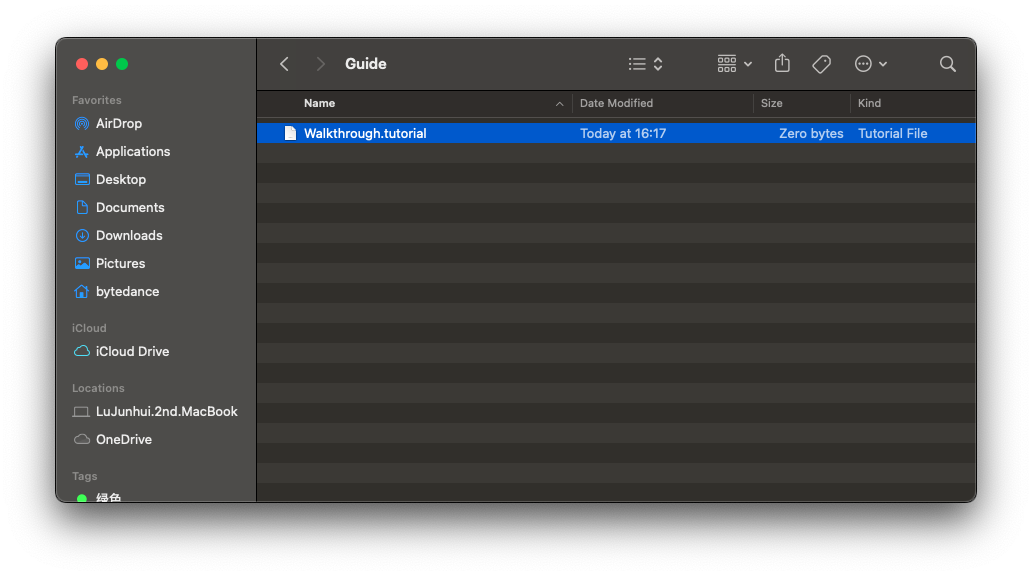 Guide
Favorites
AirDrop
Applications
Desktop
Documents
Downloads
Pictures
bytedance
iCloud
iCloud Drive
Locations
LuJunhui.2nd.MacBook
OneDrive
Tags
绿色
Name Date Modified Size Kind
Walkthrough.tutorial Today at 16:17 Zero bytes Tutorial File